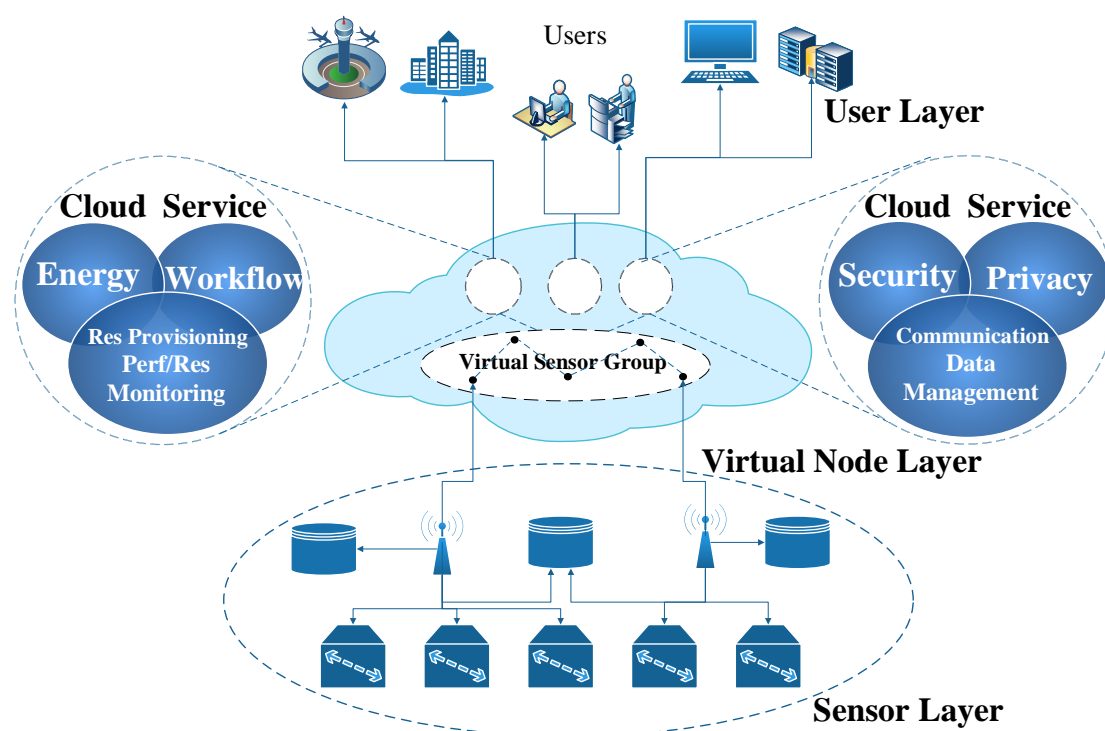 Users
User Layer
Cloud Service
Energy
Workflow
Res Provisioning
Perf/Res
Monitoring
Cloud Service
Security
Privacy
Communication
Data
Management
Virtual Sensor Group
Virtual Node Layer
Sensor Layer